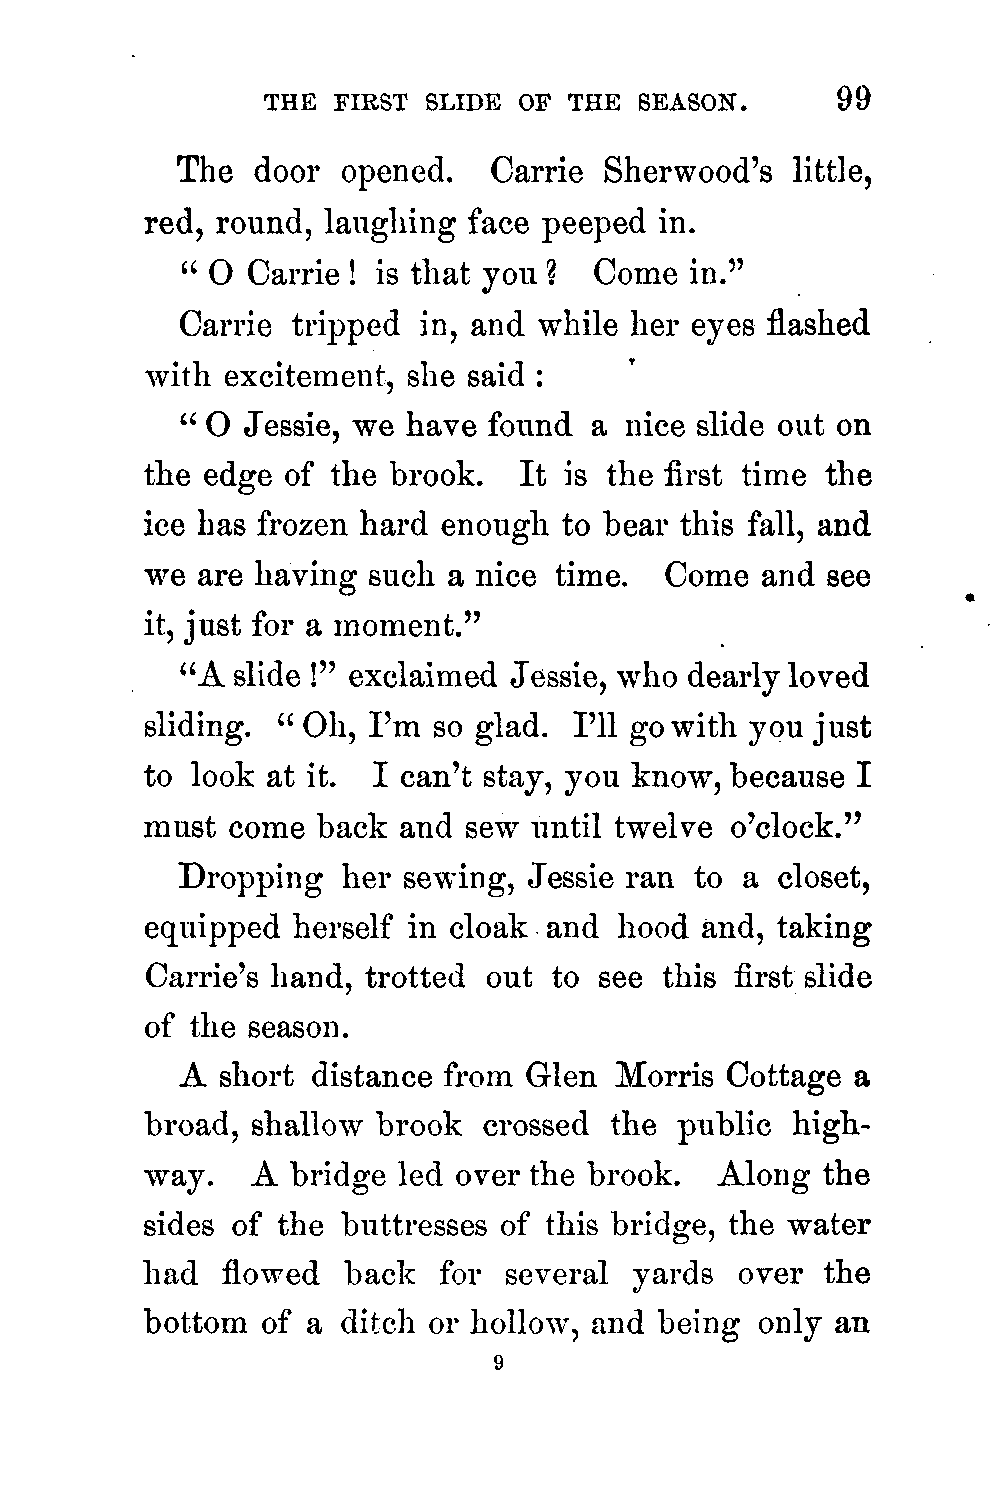 THE FIRST SLIDE OF THE SEASON. 99
The door opened. Carrie Sherwood's little,
red, round, laughing face peeped in.
“ O Carrie ! is that you ? Come in.”
Carrie tripped in, and while her eyes flashed
with excitement, she said :
“ O Jessie, we have found a nice slide out on
the edge of the brook. It is the first time the
ice has frozen hard enough to bear this fall, and
we are having such a nice time. Come and see
it, just for a moment.”
“A slide !” exclaimed Jessie, who dearly loved
sliding. “ Oh, I'm so glad. I'll go with you just
to look at it. I can't stay, you know, because I
must come back and sew until twelve o'clock.”
Dropping her sewing, Jessie ran to a closet,
equipped herself in cloak and hood and, taking
Carrie's hand, trotted out to see this first slide
of the season.
A short distance from Glen Morris Cottage a
broad, shallow brook crossed the public high-
way. A bridge led over the brook. Along the
sides of the buttresses of this bridge, the water
had flowed back for several yards over the
bottom of a ditch or hollow, and being only an
9